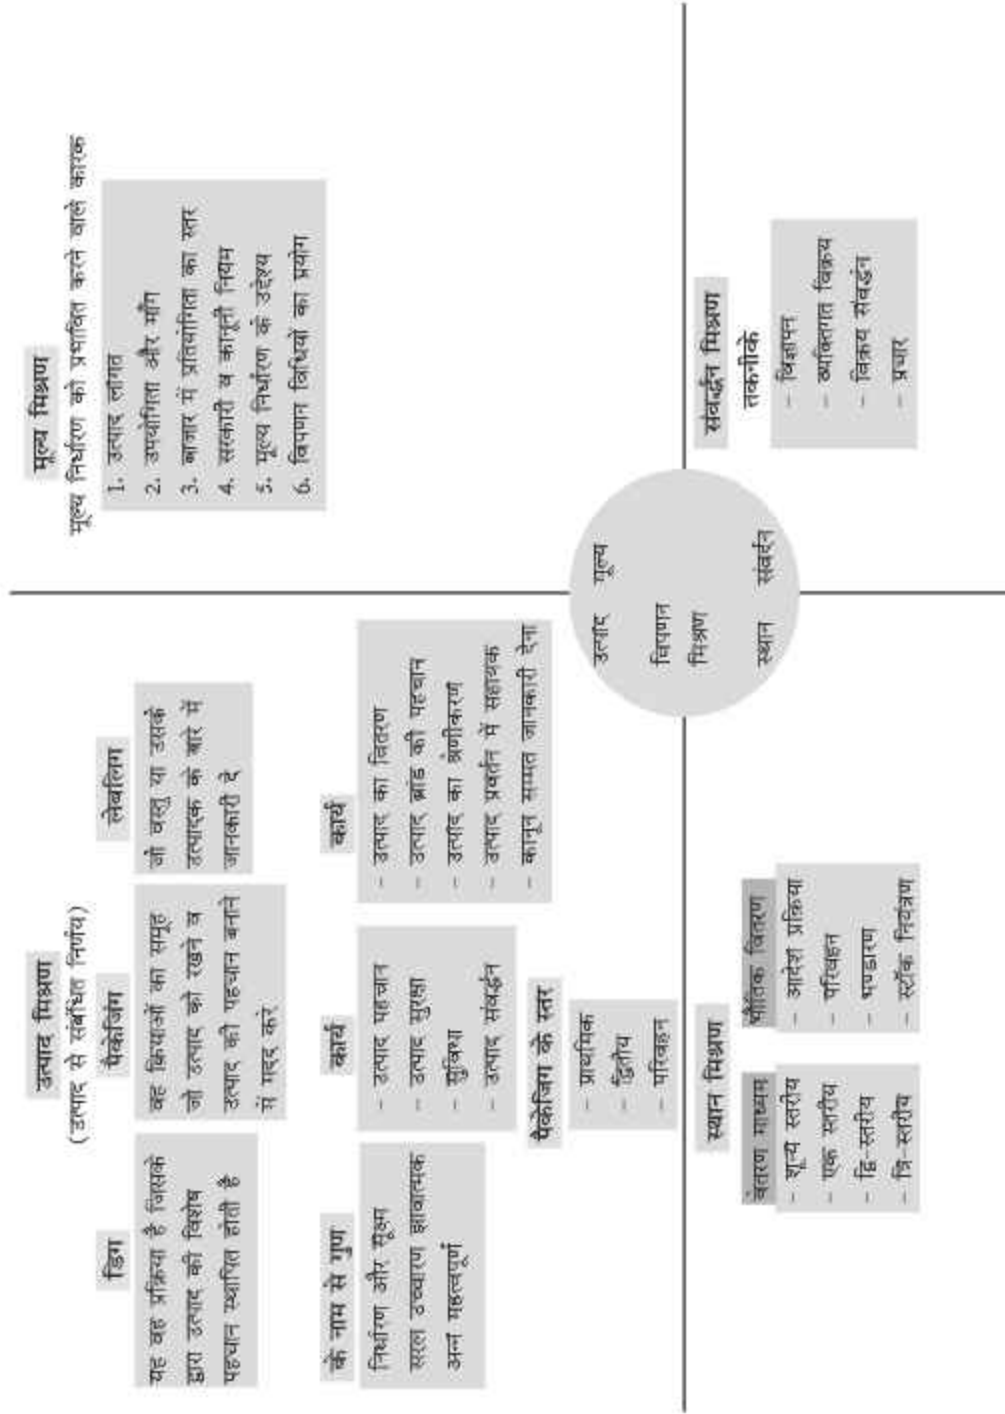 उत्पाद मिश्रण
(उत्पाद से संबंधित निर्णय)
डिंग
यह वह प्रक्रिया है जिसके
द्वारा उत्पाद की विशेष
पहचान स्थापित होती है
के नाम से गुण
निर्धारण और सूक्ष्म
सरल उच्चारण
महत्वपूर्ण
पैकेजिंग
वह क्रियाओं का समूह
जो उत्पाद को रखने व
उत्पाद की पहचान बनाने
में मदद करे
कार्य
– उत्पाद पहचान
– उत्पाद सुरक्षा
– सुविधा
– उत्पाद संवर्द्धन
पैकेजिंग के स्तर
– प्राथमिक
– द्वितीय
– परिवहन
लेबलिंग
जो वस्तु या उसके
उत्पादक के बारे में
जानकारी दे
कार्य
– उत्पाद का वितरण
– उत्पाद ब्रांड की पहचान
– उत्पाद का श्रेणीकरण
– उत्पाद प्रवर्तन में सहायक
– कानून सम्मत जानकारी देना
मूल्य मिश्रण
मूल्य निर्धारण को प्रभावित करने वाले कारक
1. उत्पाद लागत
2. उपयोगिता और माँग
3. बाजार में प्रतियोगिता का स्तर
4. सरकारी व कानूनी नियम
5. मूल्य निर्धारण के उद्देश्य
6. विपणन विधियों का प्रयोग
उत्पाद मूल्य
विपणन
मिश्रण
स्थान संवर्दन
स्थान मिश्रण
वतरण माध्यम
– शून्य स्तरीय
– एक स्तरीय
– द्वि-स्तरीय
– त्रि-स्तरीय
भौतिक वितरण
– आदेश प्रक्रिया
– परिवहन
– भण्डारण
– स्टॉक नियंत्रण
संवर्द्धन मिश्रण
तकनीके
– विज्ञापन
– व्यक्तिगत विक्रय
– विक्रय संवर्द्धन
– प्रचार